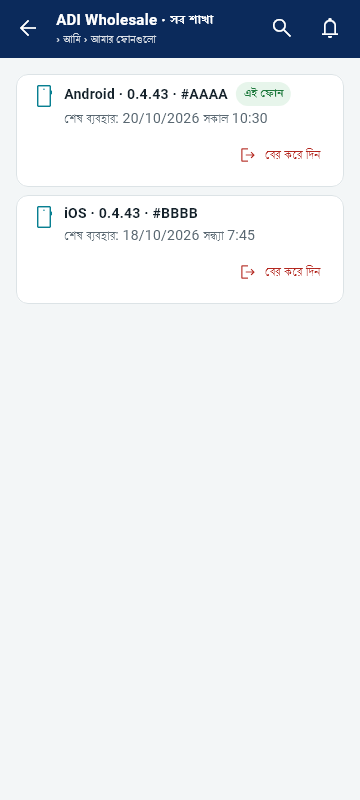 ADI Wholesale · সব শাখা
› আমি › আমার ফোনগুলো
Android · 0.4.43 · #AAAA এই ফোন
শেষ ব্যবহার: 20/10/2026 সকাল 10:30
বের করে দিন
iOS · 0.4.43 · #BBBB
শেষ ব্যবহার: 18/10/2026 সন্ধ্যা 7:45
বের করে দিন